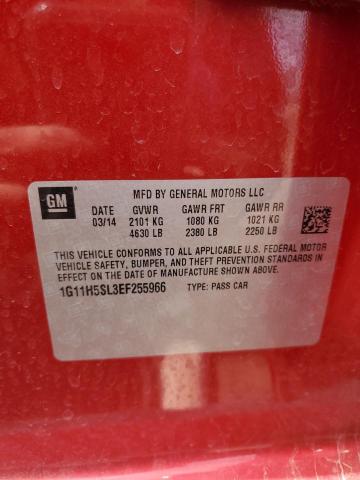 GM
MFD BY GENERAL MOTORS LLC
DATE GVWR GAWR FRT GAWR RR
03/14 2101 KG 1080 KG 1021 KG
4630 LB 2380 LB 2250 LB
THIS VEHICLE CONFORMS TO ALL APPLICABLE U.S. FEDERAL MOTOR
VEHICLE SAFETY, BUMPER, AND THEFT PREVENTION STANDARDS IN
EFFECT ON THE DATE OF MANUFACTURE SHOWN ABOVE.
1G11H5SL3EF255966 TYPE: PASS CAR